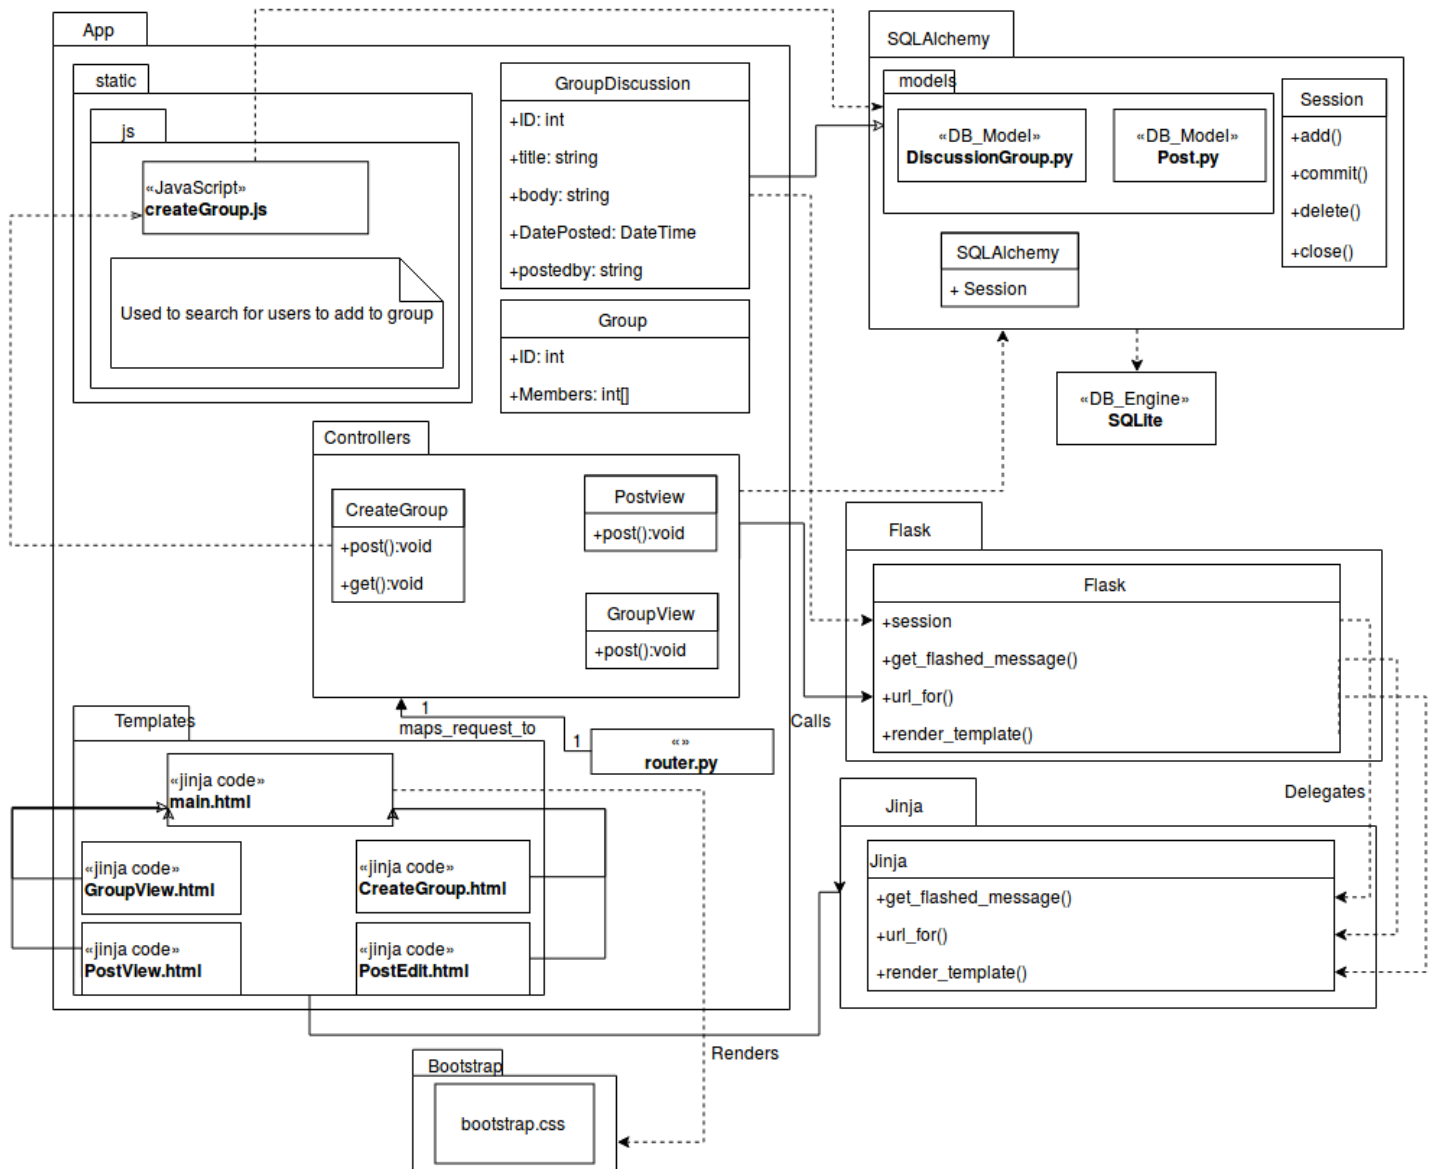 App
static
js
«JavaScript»
createGroup.js
Used to search for users to add to group
GroupDiscussion
+ID: int
+title: string
+body: string
+DatePosted: DateTime
+postedby: string
Group
+ID: int
+Members: int[]
Controllers
CreateGroup
+post():void
+get():void
Postview
+post():void
GroupView
+post():void
1
maps_request_to
1
«»
router.py
Templates
«jinja code»
main.html
«jinja code»
GroupView.html
«jinja code»
CreateGroup.html
«jinja code»
PostView.html
«jinja code»
PostEdit.html
SQLAlchemy
models
«DB_Model»
DiscussionGroup.py
«DB_Model»
Post.py
Session
+add()
+commit()
+delete()
+close()
SQLAlchemy
+ Session
«DB_Engine»
SQLite
Flask
Flask
+session
+get_flashed_message()
+url_for()
+render_template()
Calls
Delegates
Jinja
Jinja
+get_flashed_message()
+url_for()
+render_template()
Renders
Bootstrap
bootstrap.css